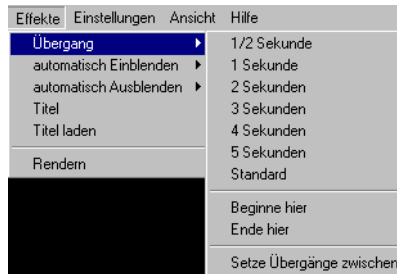 Effekte Einstellungen Ansicht Hilfe
Übergang
automatisch Einblenden
automatisch Ausblenden
Titel
Titel laden
Rendern
1/2 Sekunde
1 Sekunde
2 Sekunden
3 Sekunden
4 Sekunden
5 Sekunden
Standard
Beginne hier
Ende hier
Setze Übergänge zwischen